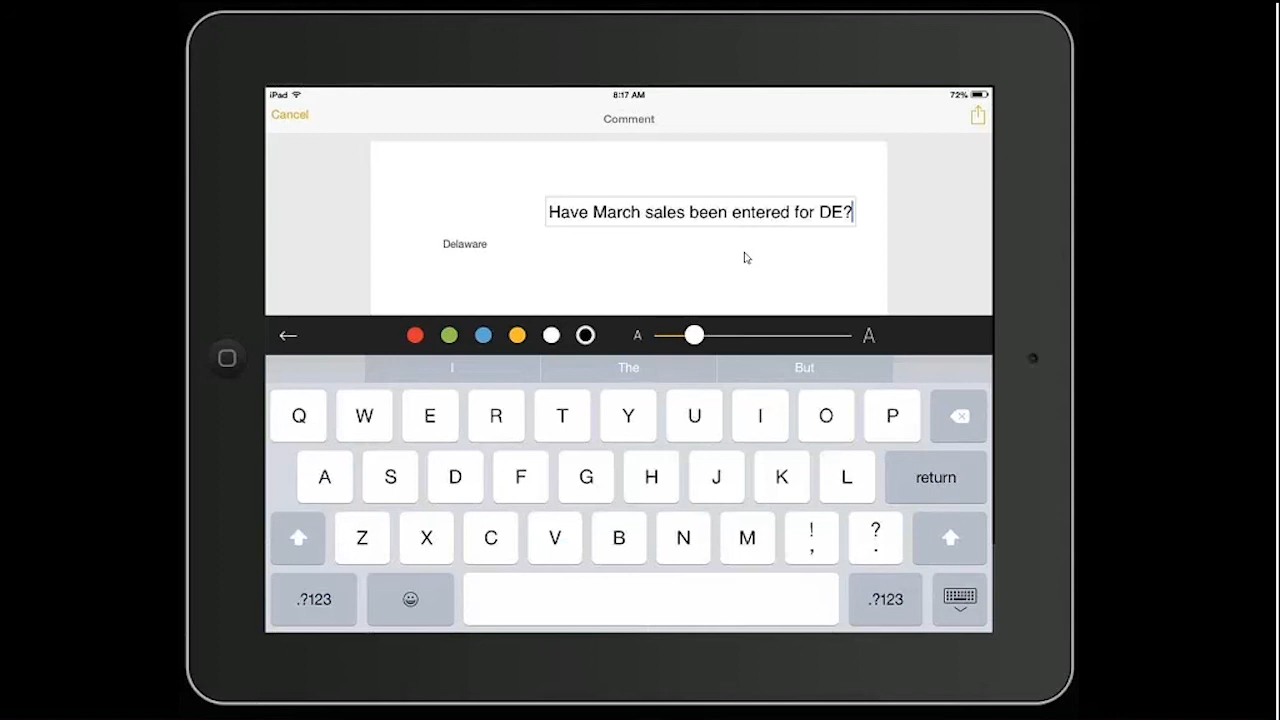 iPad 8:17 AM 72%
Cancel Comment
Have March sales been entered for DE?
Delaware
A A
I The But
Q W E R T Y U I O P
A S D F G H J K L return
Z X C V B N M ! , ? .
.?123 .?123